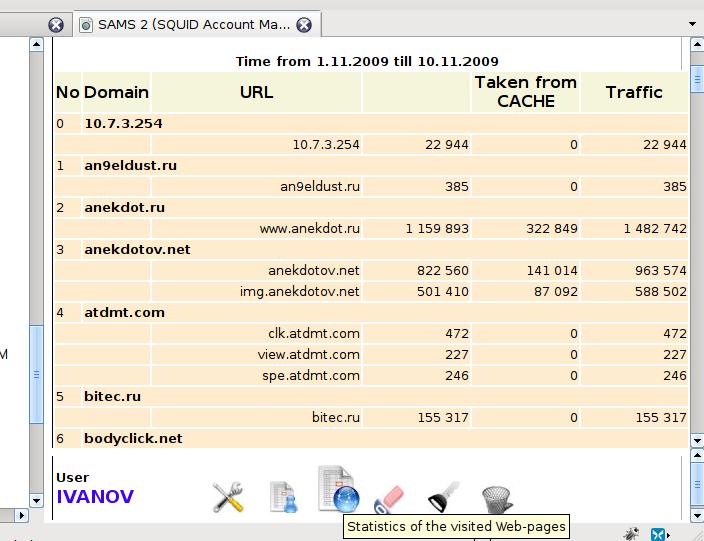 SAMS 2 (SQUID Account Ma...
Time from 1.11.2009 till 10.11.2009
No Domain URL Taken from CACHE Traffic
0 10.7.3.254
10.7.3.254 22 944 0 22 944
1 an9eldust.ru
an9eldust.ru 385 0 385
2 anekdot.ru
www.anekdot.ru 1 159 893 322 849 1 482 742
3 anekdotov.net
anekdotov.net 822 560 141 014 963 574
img.anekdotov.net 501 410 87 092 588 502
4 atdmt.com
clk.atdmt.com 472 0 472
view.atdmt.com 227 0 227
spe.atdmt.com 246 0 246
5 bitec.ru
bitec.ru 155 317 0 155 317
6 bodyclick.net
M
User
IVANOV
Statistics of the visited Web-pages